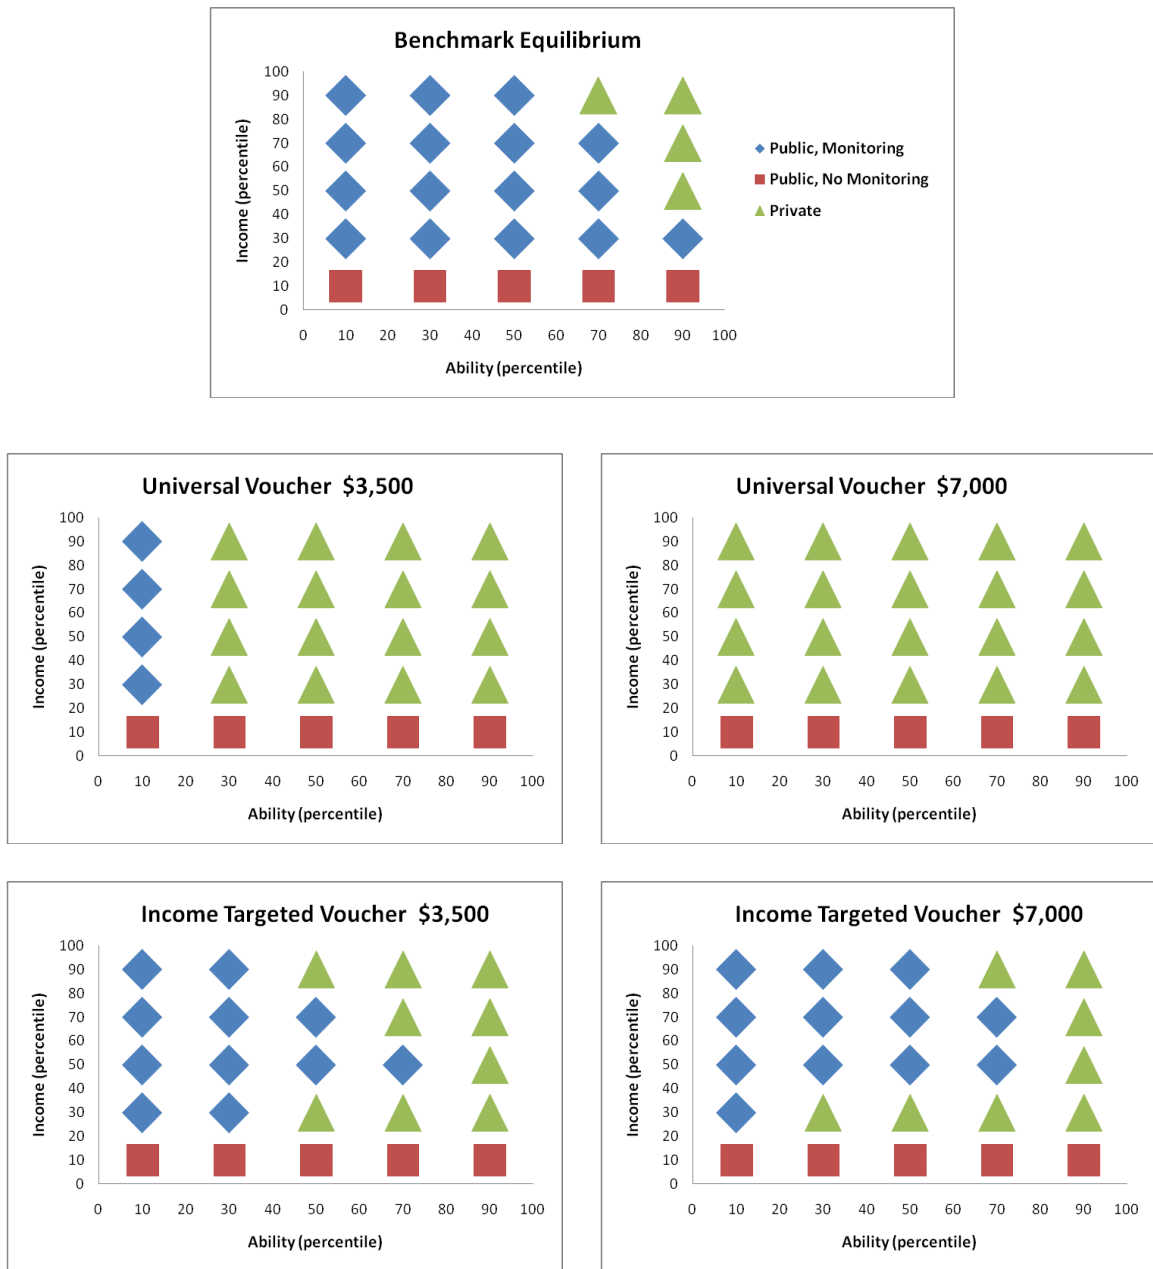 Benchmark Equilibrium
Income (percentile)
100
90
80
70
60
50
40
30
20
10
0
0 10 20 30 40 50 60 70 80 90 100
Ability (percentile)
Public, Monitoring
Public, No Monitoring
Private
Universal Voucher $3,500
Income (percentile)
100
90
80
70
60
50
40
30
20
10
0
0 10 20 30 40 50 60 70 80 90 100
Ability (percentile)
Universal Voucher $7,000
Income (percentile)
100
90
80
70
60
50
40
30
20
10
0
0 10 20 30 40 50 60 70 80 90 100
Ability (percentile)
Income Targeted Voucher $3,500
Income (percentile)
100
90
80
70
60
50
40
30
20
10
0
0 10 20 30 40 50 60 70 80 90 100
Ability (percentile)
Income Targeted Voucher $7,000
Income (percentile)
100
90
80
70
60
50
40
30
20
10
0
0 10 20 30 40 50 60 70 80 90 100
Ability (percentile)